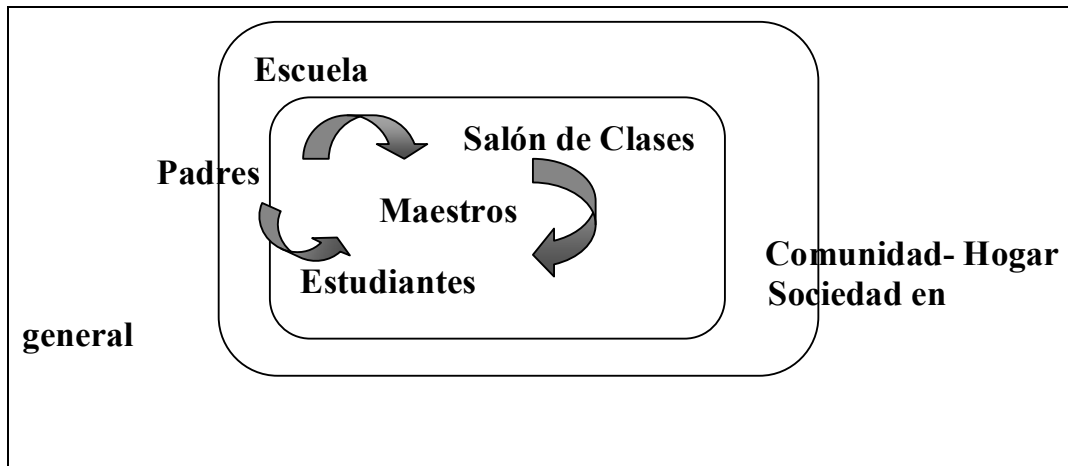 Escuela
Salón de Clases
Padres
Maestros
Comunidad- Hogar
Estudiantes
Sociedad en
general